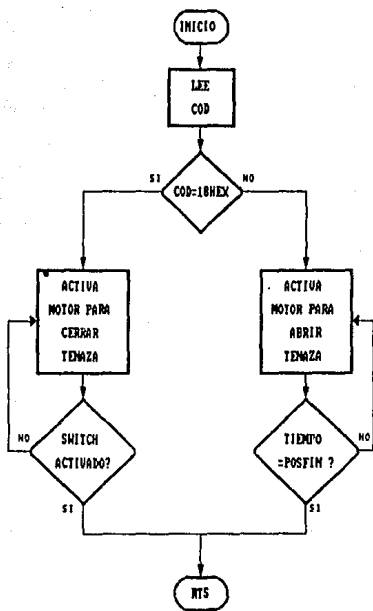 INICIO
LEE
COD
COD=18HEX
SI
NO
ACTIVA
MOTOR PARA
CERRAR
TENAZA
ACTIVA
MOTOR PARA
ABRIR
TENAZA
NO
SWITCH
ACTIVADO?
SI
TIEMPO
=POSFIM ?
NO
SI
RTS